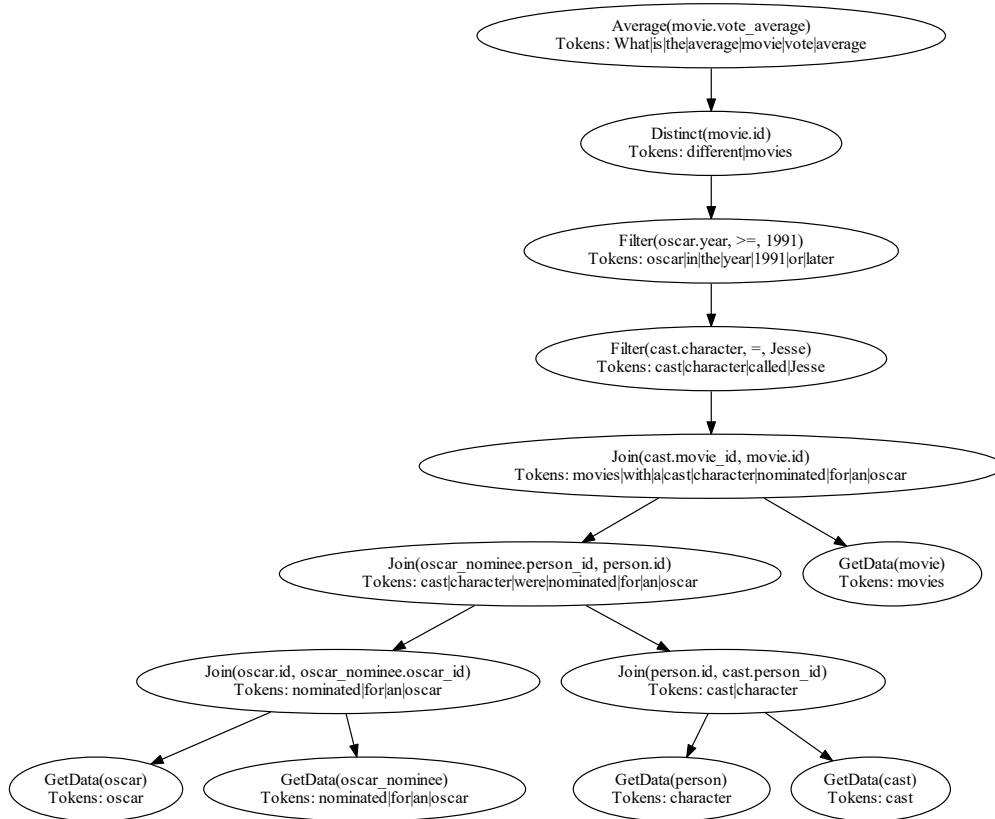 Average(movie.vote_average)
Tokens: What|is|the|average|movie|vote|average
Distinct(movie.id)
Tokens: different|movies
Filter(oscar.year, >=, 1991)
Tokens: oscar|in|the|year|1991|or|later
Filter(cast.character, =, Jesse)
Tokens: cast|character|called|Jesse
Join(cast.movie_id, movie.id)
Tokens: movies|with|a|cast|character|nominated|for|an|oscar
Join(oscar_nominee.person_id, person.id)
Tokens: cast|character|were|nominated|for|an|oscar
GetData(movie)
Tokens: movies
Join(oscar.id, oscar_nominee.oscar_id)
Tokens: nominated|for|an|oscar
Join(person.id, cast.person_id)
Tokens: cast|character
GetData(oscar)
Tokens: oscar
GetData(oscar_nominee)
Tokens: nominated|for|an|oscar
GetData(person)
Tokens: character
GetData(cast)
Tokens: cast